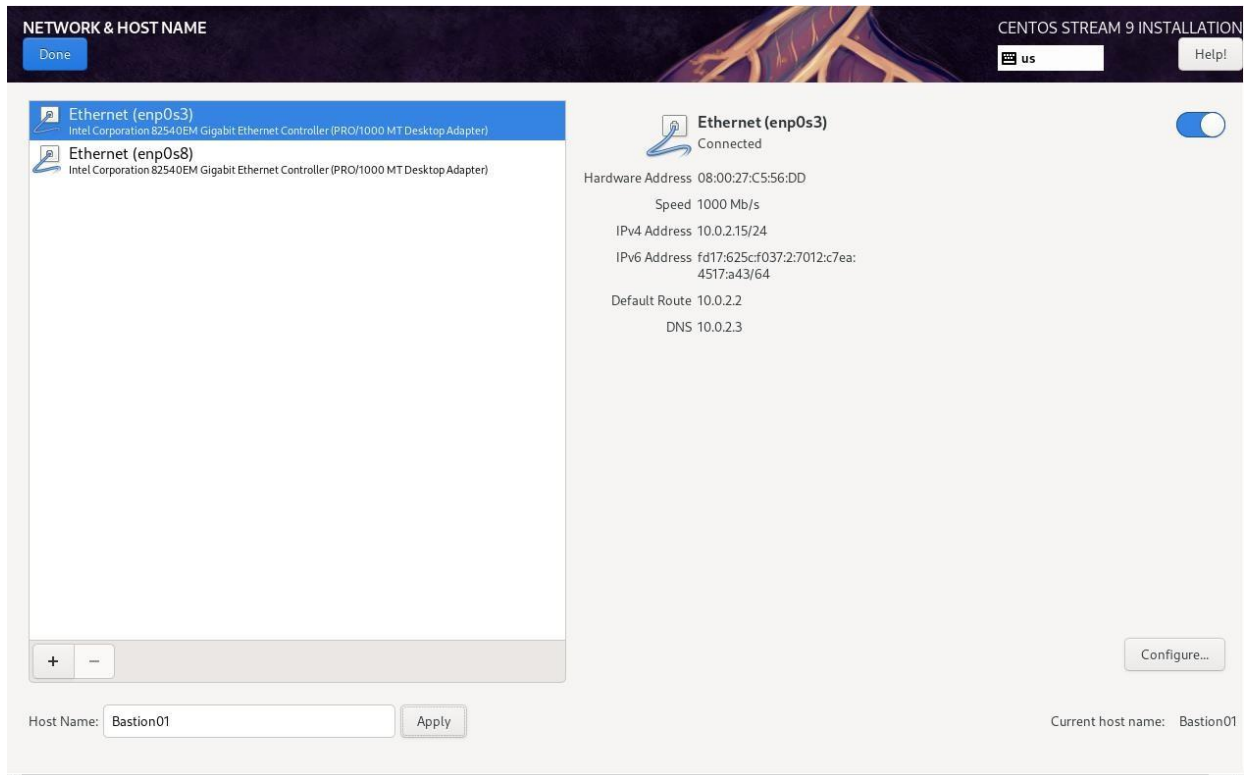 NETWORK & HOST NAME
CENTOS STREAM 9 INSTALLATION
Done
us
Help!
Ethernet (enp0s3)
Intel Corporation 82540EM Gigabit Ethernet Controller (PRO/1000 MT Desktop Adapter)
Ethernet (enp0s8)
Intel Corporation 82540EM Gigabit Ethernet Controller (PRO/1000 MT Desktop Adapter)
Ethernet (enp0s3)
Connected
Hardware Address 08:00:27:C5:56:DD
Speed 1000 Mb/s
IPv4 Address 10.0.2.15/24
IPv6 Address fd17:625c:f037:2:7012:c7ea:
4517:a43/64
Default Route 10.0.2.2
DNS 10.0.2.3
+ −
Configure...
Host Name: Bastion01 Apply
Current host name: Bastion01